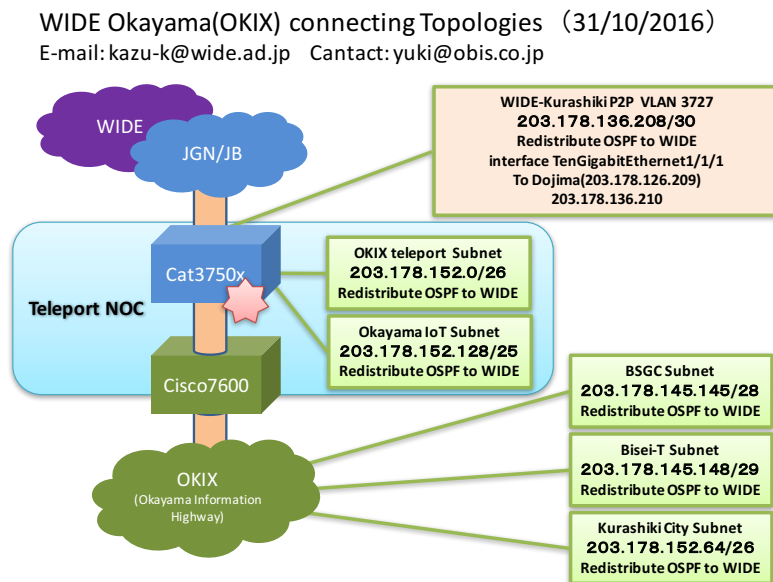 WIDE Okayama(OKIX) connecting Topologies （31/10/2016）
E-mail: kazu-k@wide.ad.jp Cantact: yuki@obis.co.jp
WIDE
JGN/JB
WIDE-Kurashiki P2P VLAN 3727
203.178.136.208/30
Redistribute OSPF to WIDE
interface TenGigabitEthernet1/1/1
To Dojima(203.178.126.209)
203.178.136.210
Teleport NOC
Cat3750x
OKIX teleport Subnet
203.178.152.0/26
Redistribute OSPF to WIDE
Okayama IoT Subnet
203.178.152.128/25
Redistribute OSPF to WIDE
Cisco7600
BSGC Subnet
203.178.145.145/28
Redistribute OSPF to WIDE
Bisei-T Subnet
203.178.145.148/29
Redistribute OSPF to WIDE
Kurashiki City Subnet
203.178.152.64/26
Redistribute OSPF to WIDE
OKIX
(Okayama Information
Highway)